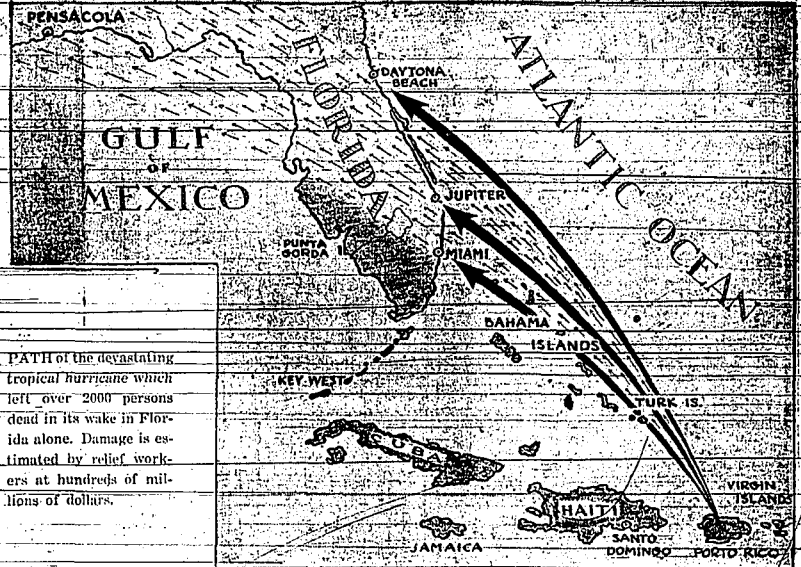 PENSACOLA
DAYTONA
BEACH
FLORIDA
ATLANTIC OCEAN
GULF
OF
MEXICO
JUPITER
PUNTA
GORDA
MIAMI
BAHAMA
ISLANDS
KEY WEST
TURK IS.
CUBA
VIRGIN
ISLANDS
HAITI
JAMAICA
SANTO
DOMINGO
PORTO RICO
PATH of the devastating
tropical hurricane which
left over 2000 persons
dead in its wake in Flor-
ida alone. Damage is es-
timated by relief work-
ers at hundreds of mil-
lions of dollars.